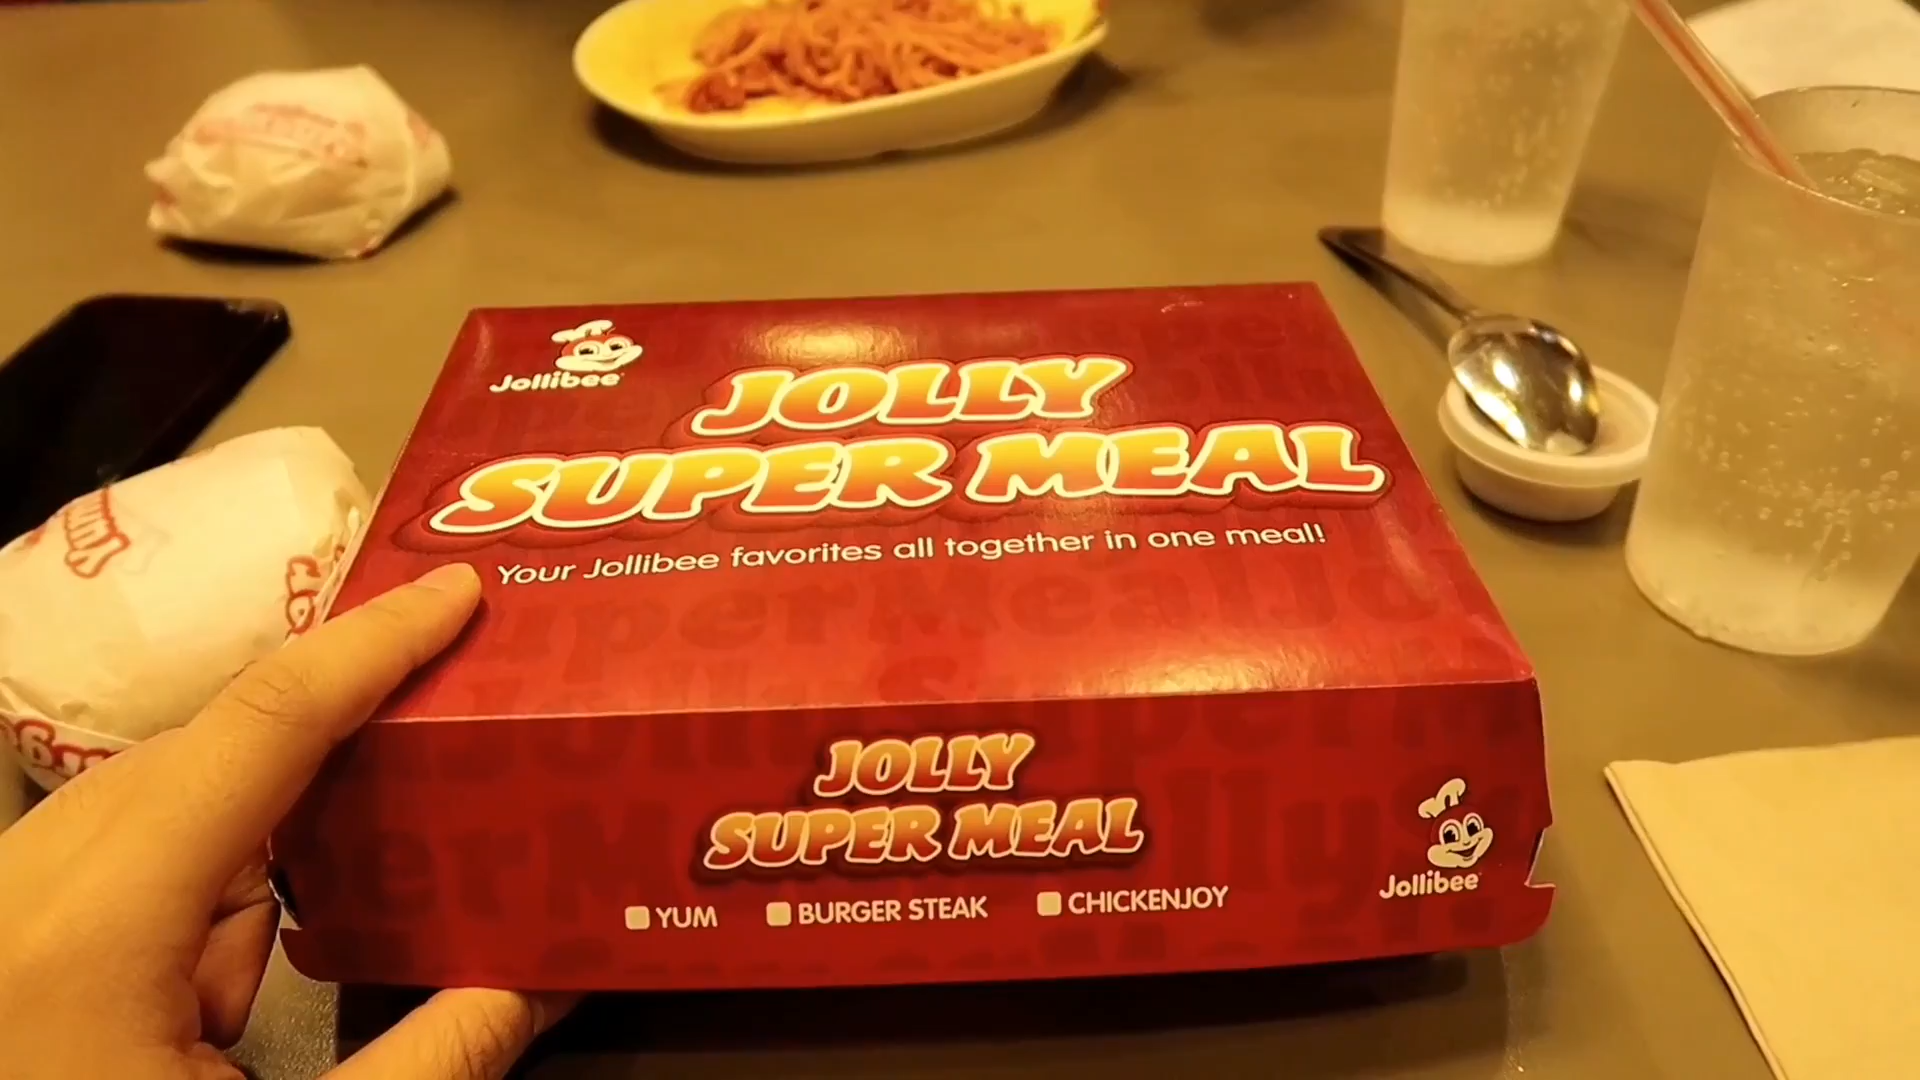 Jollibee
JOLLY
SUPER MEAL
Your Jollibee favorites all together in one meal!
JOLLY
SUPER MEAL
YUM
BURGER STEAK
CHICKENJOY
Jollibee
Yum